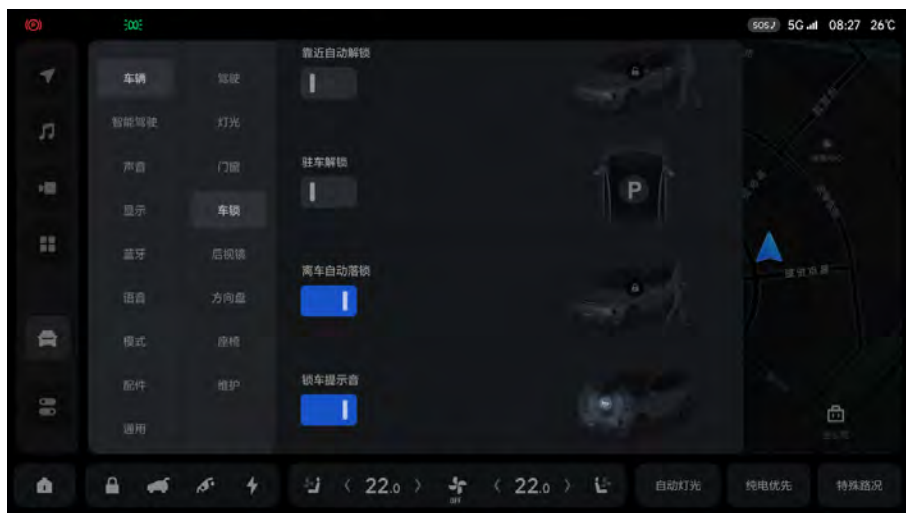 SOS 5G 08:27 26℃
靠近自动解锁
车辆
驾驶
智能驾驶
灯光
声音
门窗
驻车解锁
P
显示
车锁
蓝牙
后视镜
离车自动落锁
语音
方向盘
模式
座椅
锁车提示音
配件
维护
通用
22.0
OFF
22.0
自动灯光
纯电优先
特殊路况